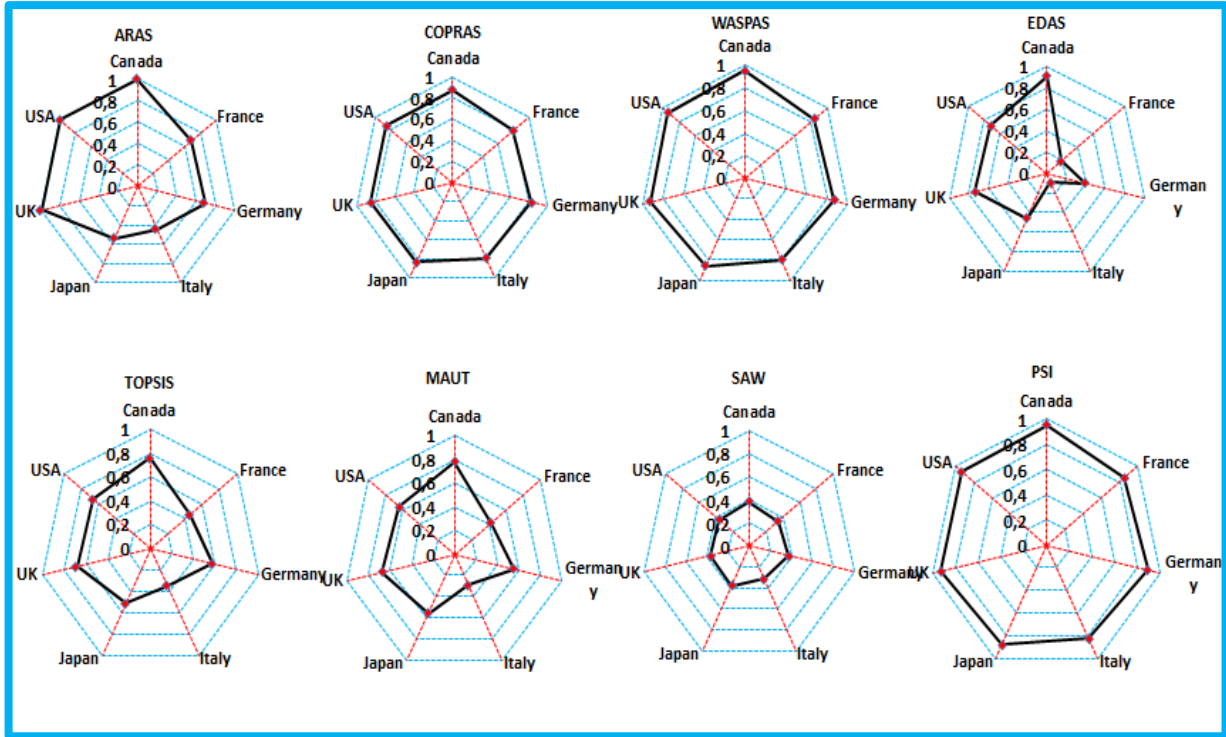 ARAS
Canada
1
0,8
0,6
0,4
0,2
0
France
Germany
Italy
Japan
UK
USA
COPRAS
Canada
1
0,8
0,6
0,4
0,2
0
France
Germany
Italy
Japan
UK
USA
WASPAS
Canada
1
0,8
0,6
0,4
0,2
0
France
Germany
Italy
Japan
UK
USA
EDAS
Canada
1
0,8
0,6
0,4
0,2
0
France
German
y
Italy
Japan
UK
USA
TOPSIS
Canada
1
0,8
0,6
0,4
0,2
0
France
Germany
Italy
Japan
UK
USA
MAUT
Canada
1
0,8
0,6
0,4
0,2
0
France
German
y
Italy
Japan
UK
USA
SAW
Canada
1
0,8
0,6
0,4
0,2
0
France
Germany
Italy
Japan
UK
USA
PSI
Canada
1
0,8
0,6
0,4
0,2
0
France
German
y
Italy
Japan
UK
USA